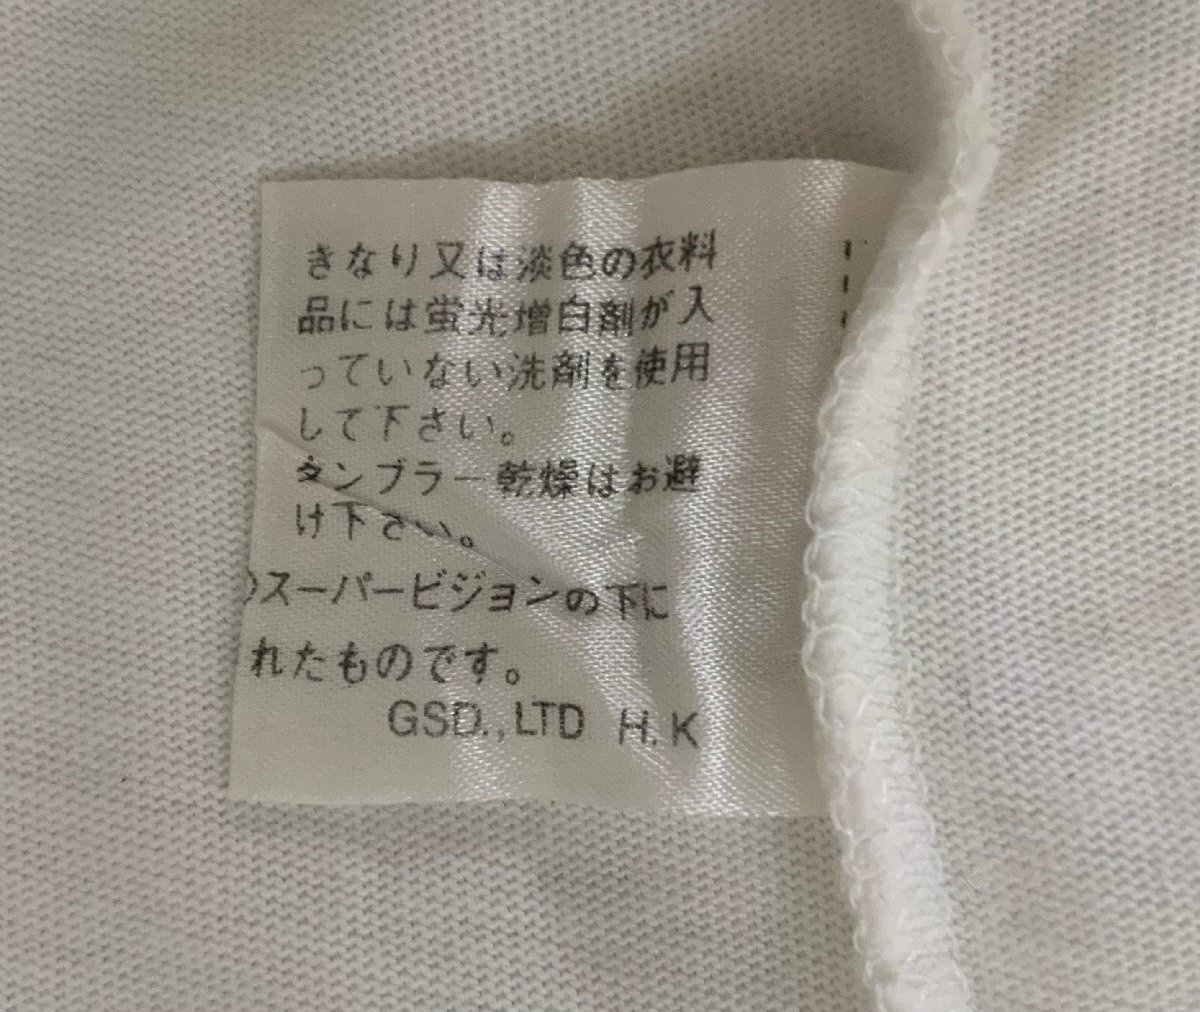 きなり又は淡色の衣料
品には蛍光増白剤が入
っていない洗剤を使用
して下さい。
タンブラー乾燥はお避
け下さい。
スーパービジョンの下に
れたものです。
GSD.,LTD H.K